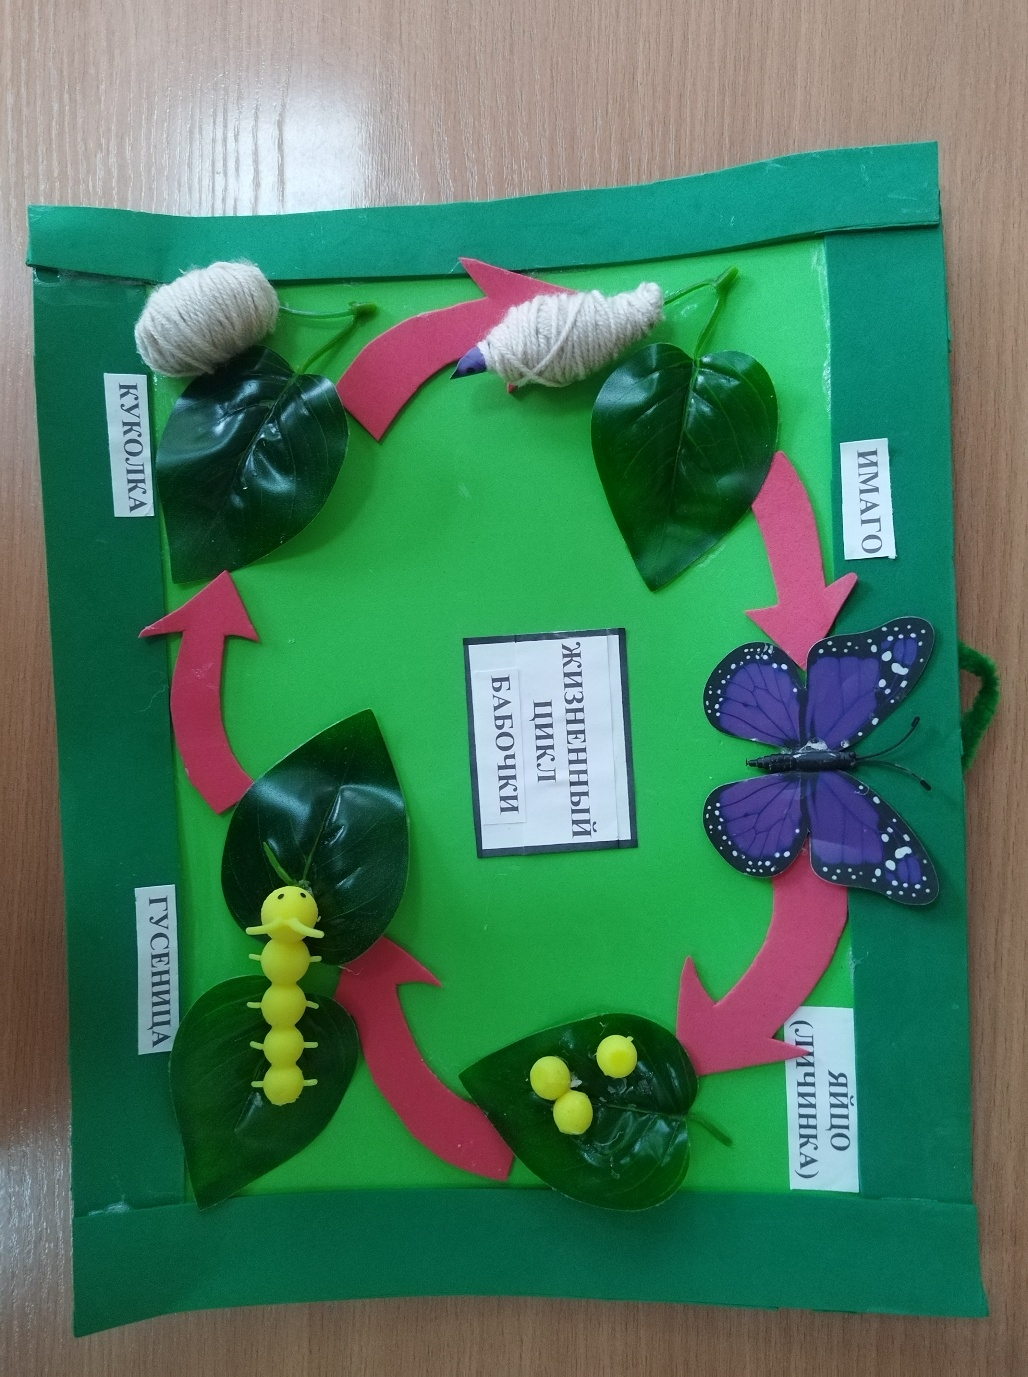 ИМАГО
ЯЙЦО
(ЛИЧИНКА)
ЖИЗНЕННЫЙ
ЦИКЛ
БАБОЧКИ
КУКОЛКА
ГУСЕНИЦА